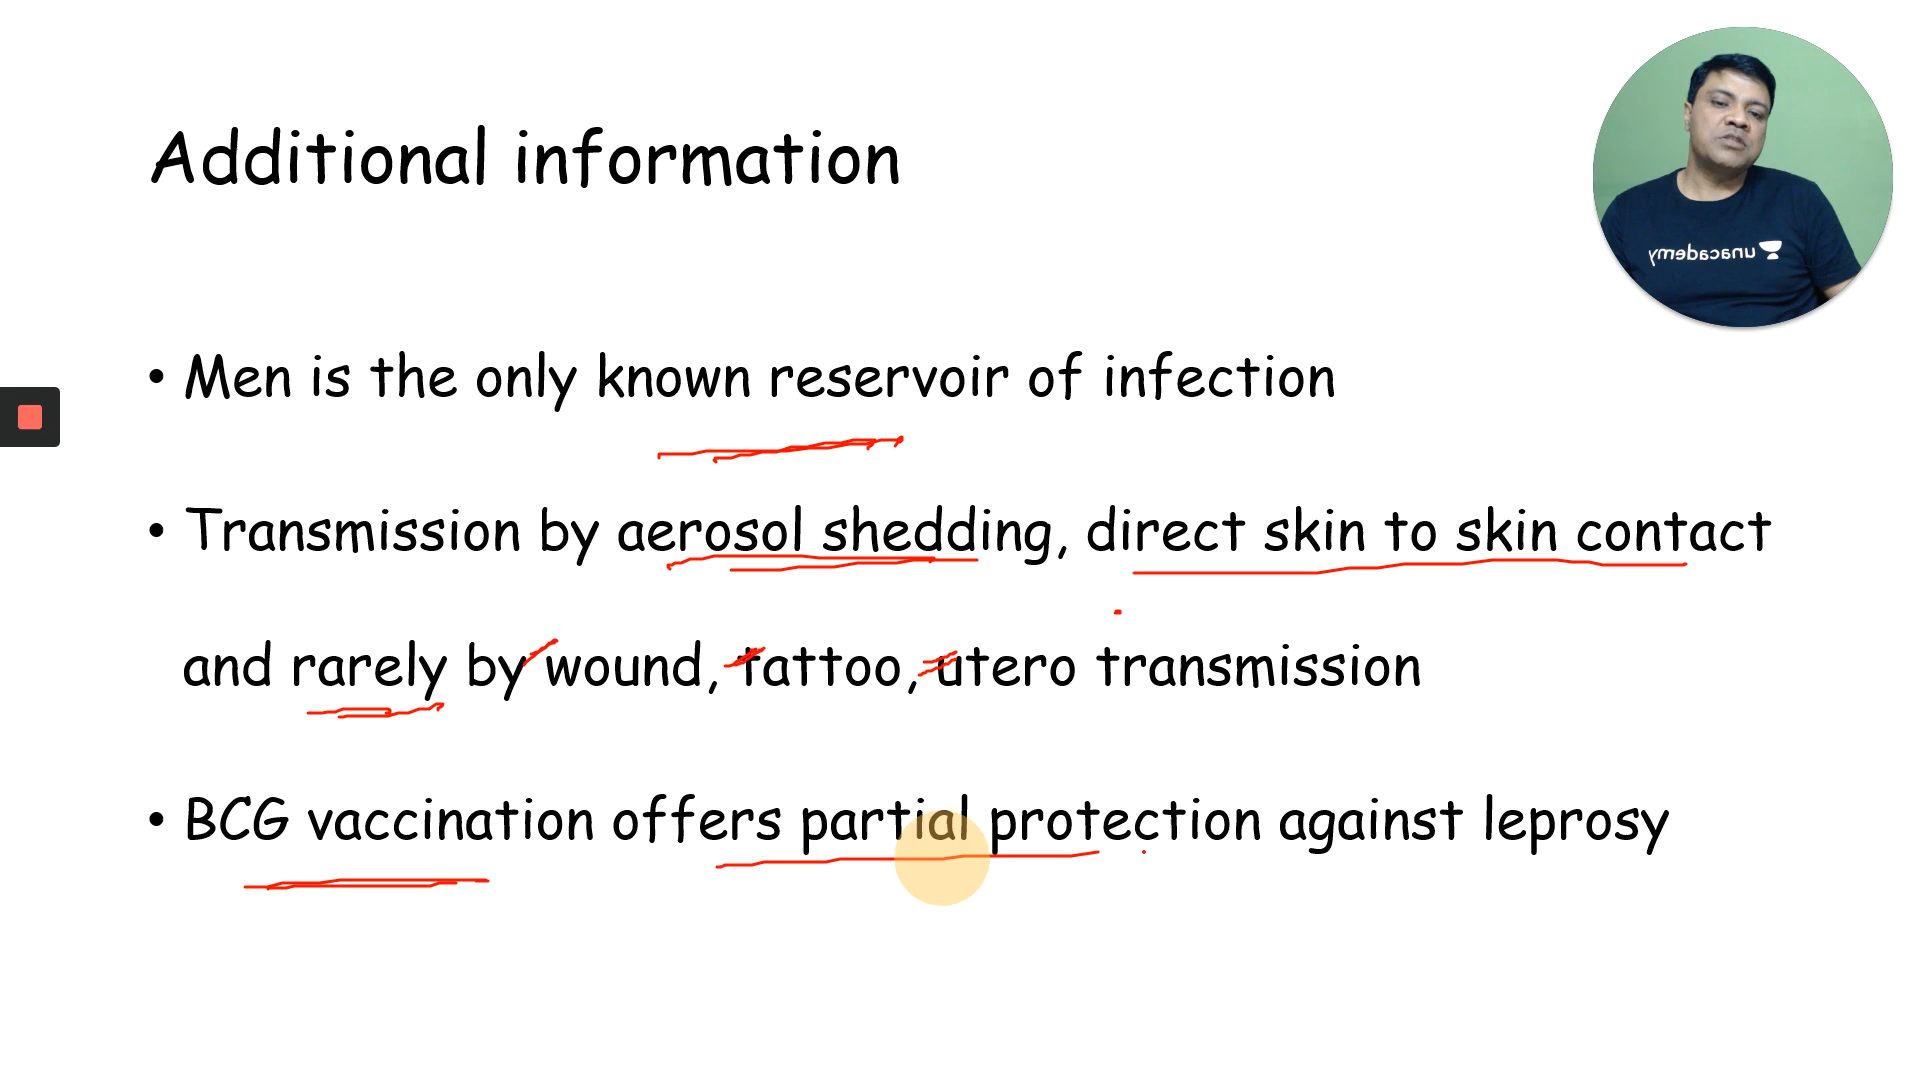 Additional information
unacademy
• Men is the only known reservoir of infection
• Transmission by aerosol shedding, direct skin to skin contact
and rarely by wound, tattoo, utero transmission
• BCG vaccination offers partial protection against leprosy